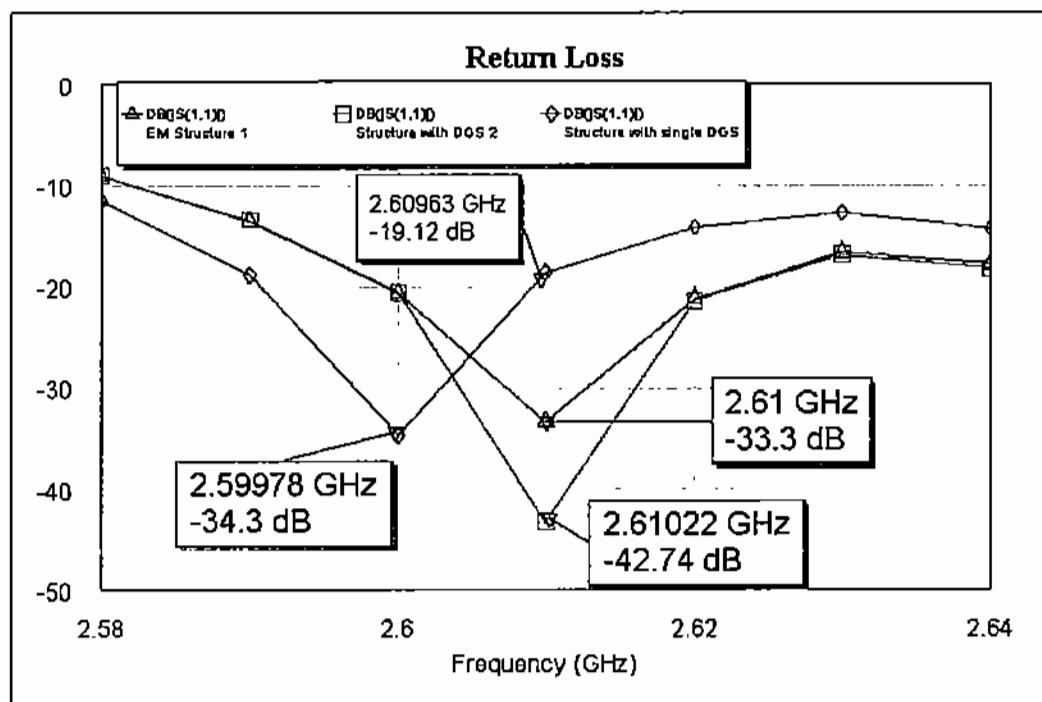 Return Loss
DB(|S(1,1)|)
EM Structure 1
DB(|S(1,1)|)
Structure with DGS 2
DB(|S(1,1)|)
Structure with single DGS
0
-10
-20
-30
-40
-50
2.60963 GHz
-19.12 dB
2.61 GHz
-33.3 dB
2.59978 GHz
-34.3 dB
2.61022 GHz
-42.74 dB
2.58
2.6
2.62
2.64
Frequency (GHz)